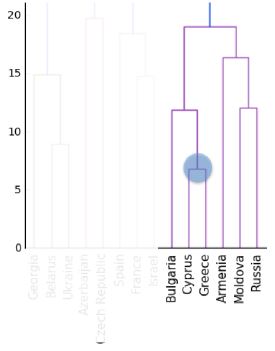 20
15
10
5
0
Georgia
Belarus
Ukraine
Azerbaijan
Czech Republic
Spain
France
Israel
Bulgaria
Cyprus
Greece
Armenia
Moldova
Russia